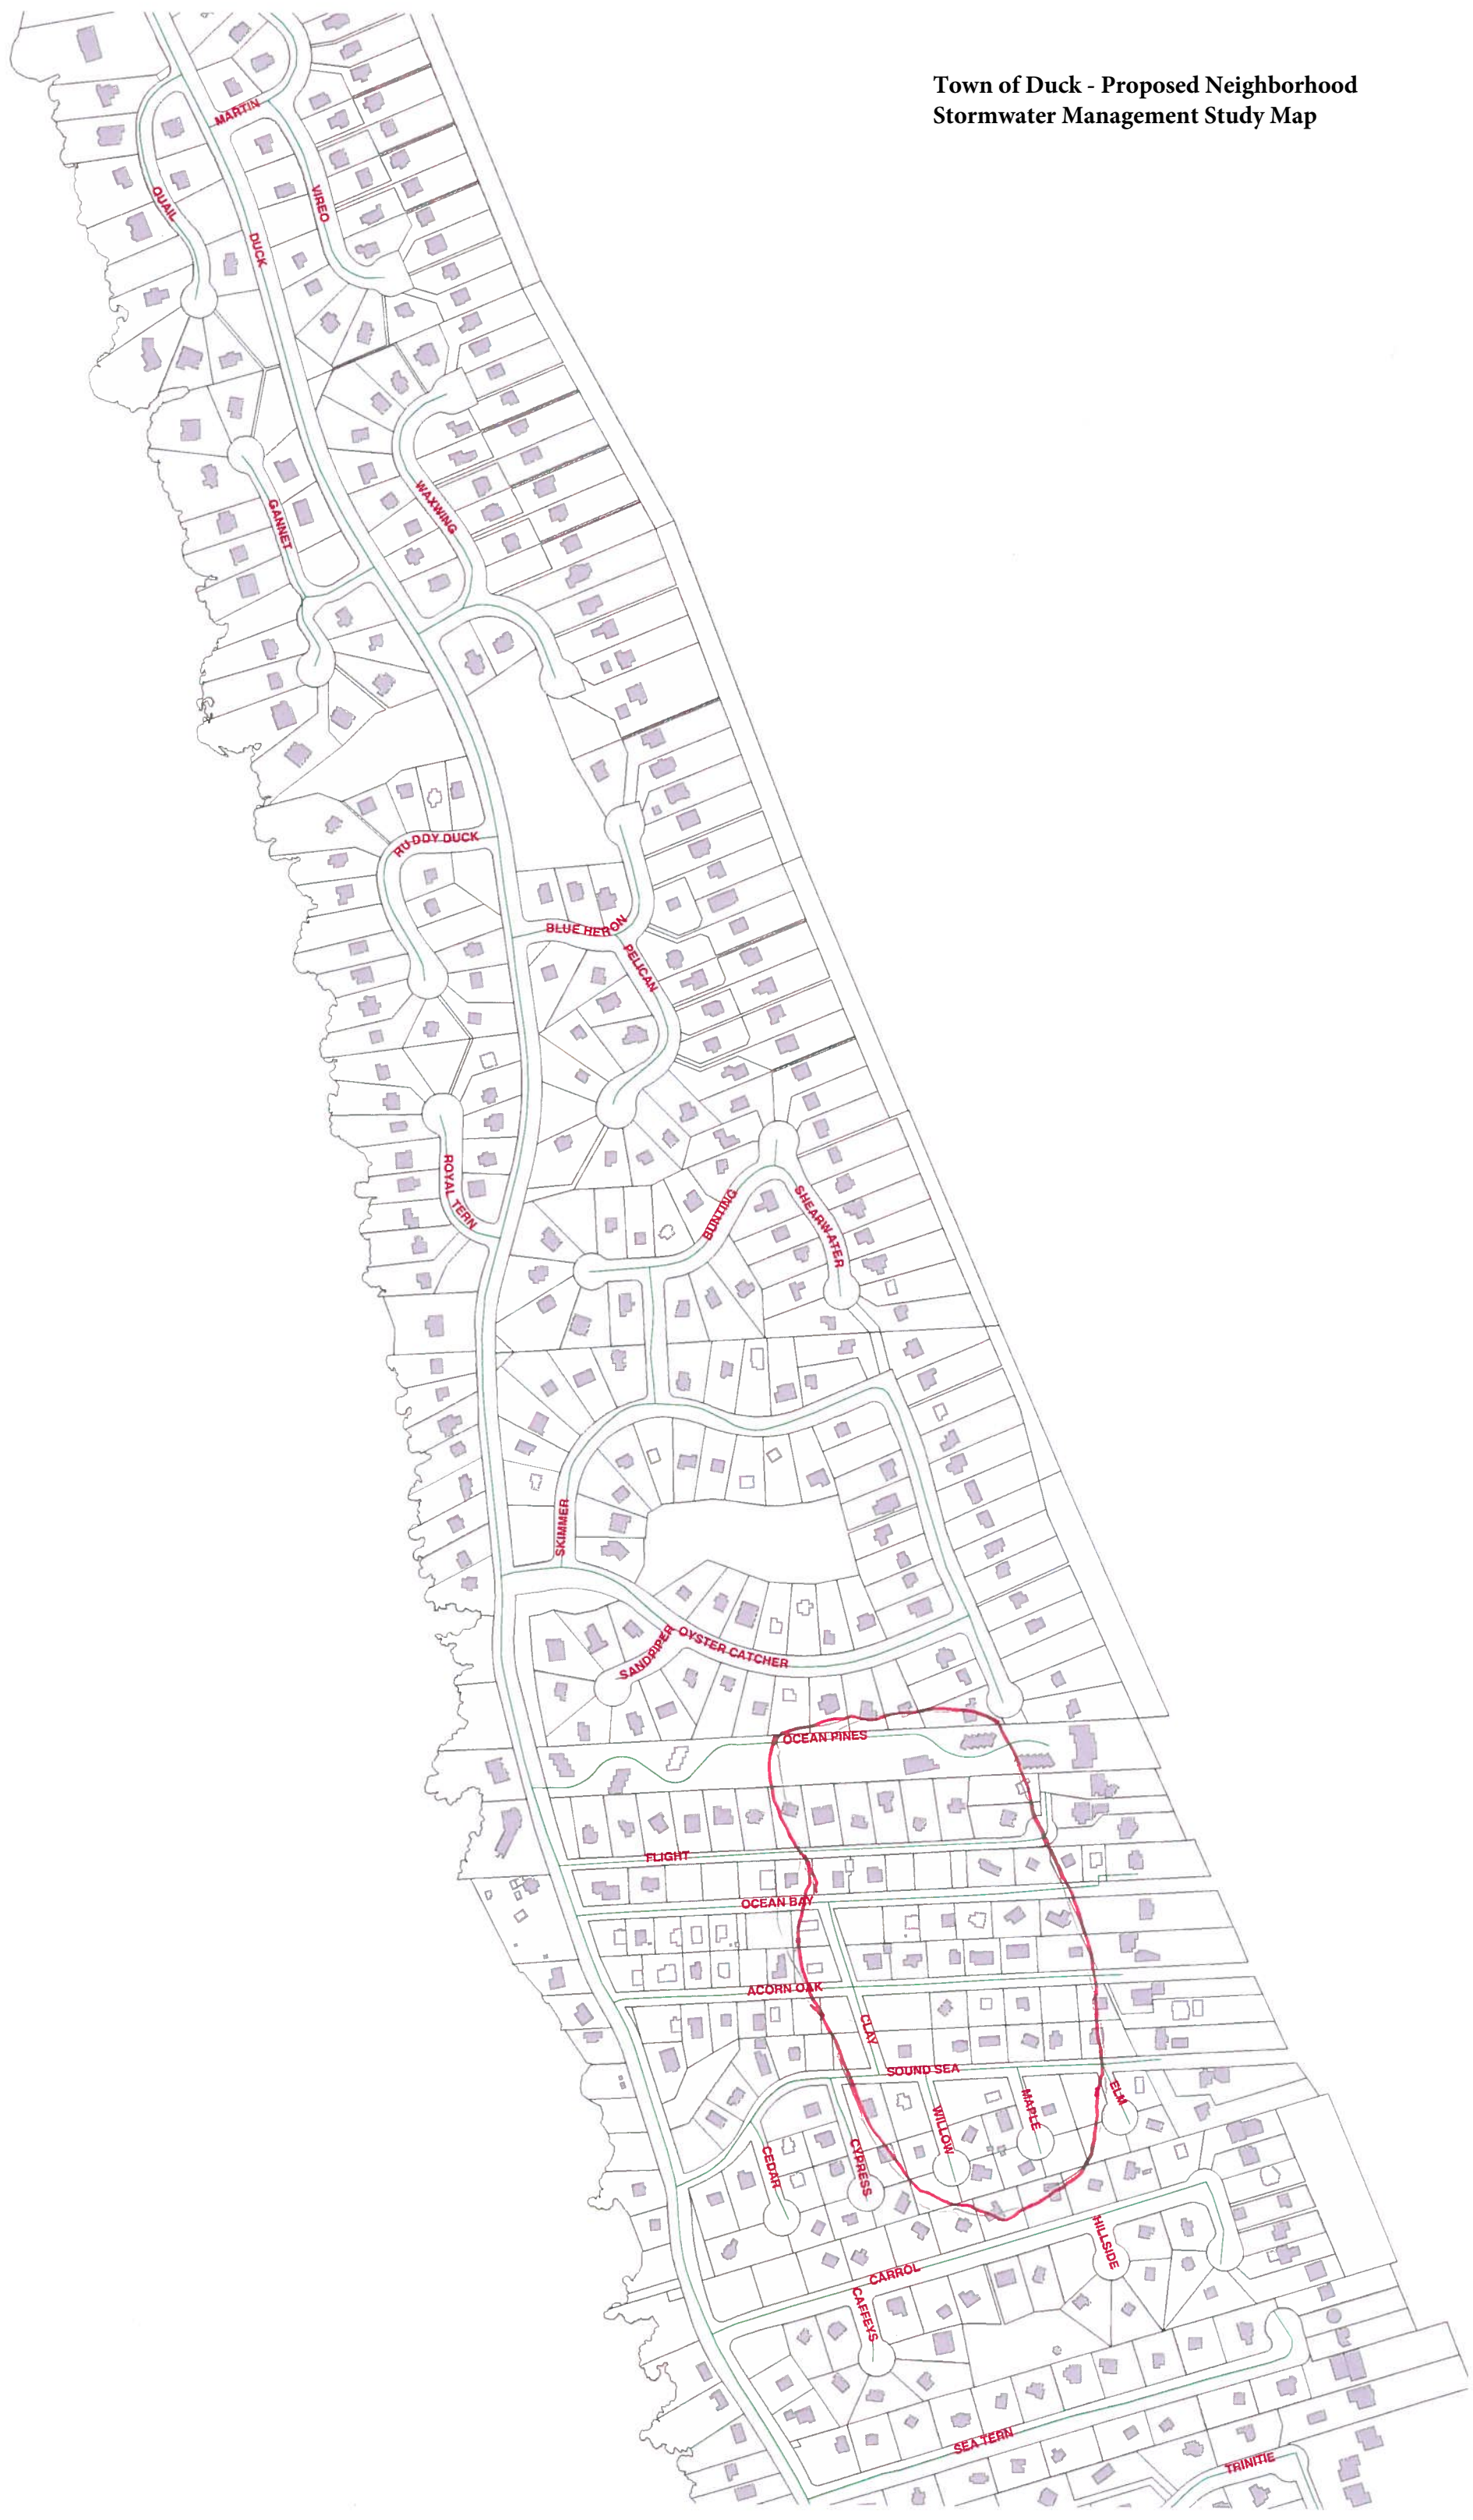 Town of Duck - Proposed Neighborhood
Stormwater Management Study Map
MARTIN
QUAIL
VIREO
DUCK
WAXWING
GANNET
RUDDY DUCK
BLUE HERON
PELICAN
ROYAL TERN
BUNTING
SHEARWATER
SKIMMER
SANDPIPER
OYSTER CATCHER
OCEAN PINES
FLIGHT
OCEAN BAY
ACORN OAK
CLAY
SOUND SEA
ELM
MAPLE
WILLOW
CYPRESS
CEDAR
HILLSIDE
CARROL
CAFFEYS
SEA TERN
TRINITIE